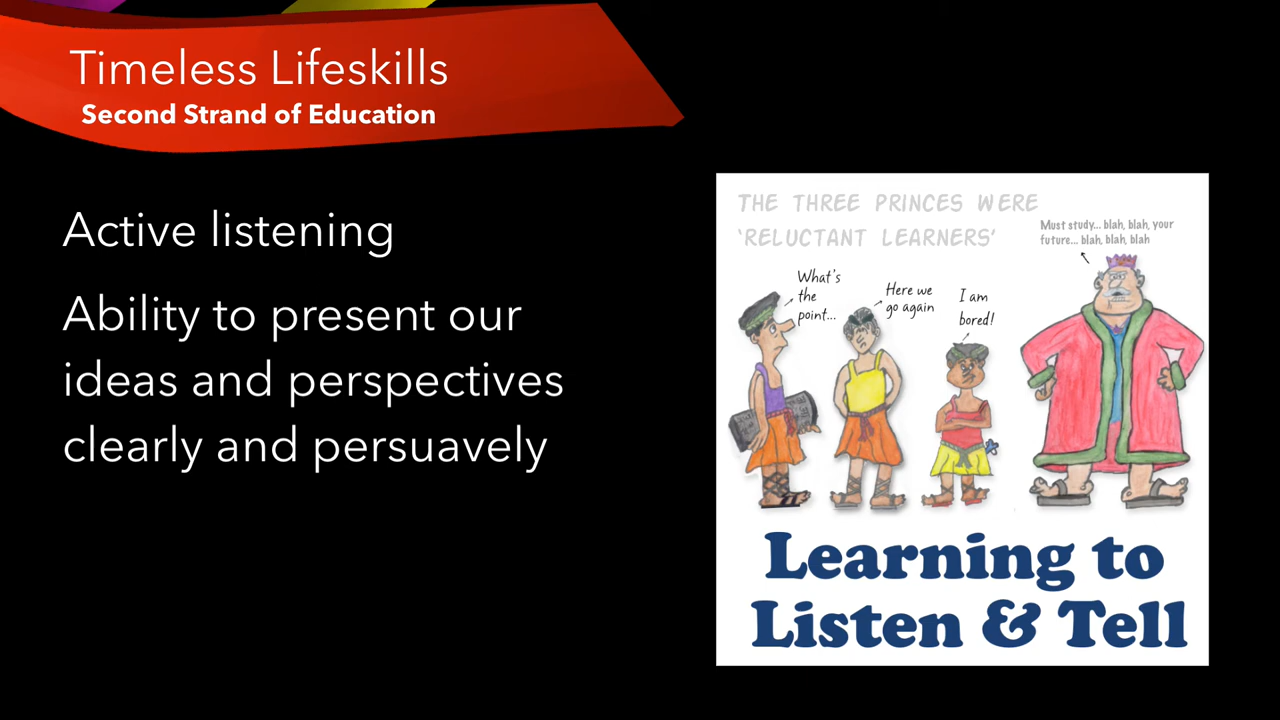 Timeless Lifeskills
Second Strand of Education
Active listening
Ability to present our
ideas and perspectives
clearly and persuavely
THE THREE PRINCES WERE
'RELUCTANT LEARNERS'
Must study... blah, blah, your
future... blah, blah, blah
What's
the
point...
Here we
go again
I am
bored!
Learning to
Listen & Tell